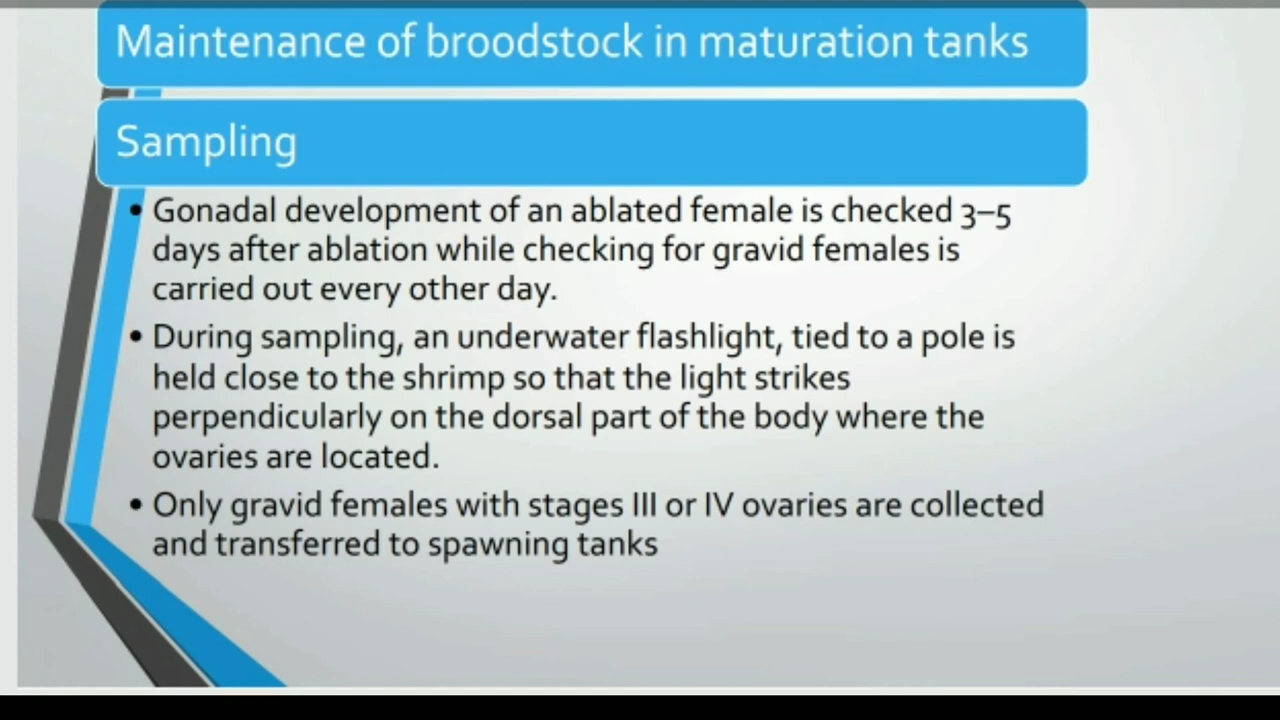 Maintenance of broodstock in maturation tanks
Sampling
• Gonadal development of an ablated female is checked 3–5
days after ablation while checking for gravid females is
carried out every other day.
• During sampling, an underwater flashlight, tied to a pole is
held close to the shrimp so that the light strikes
perpendicularly on the dorsal part of the body where the
ovaries are located.
• Only gravid females with stages III or IV ovaries are collected
and transferred to spawning tanks